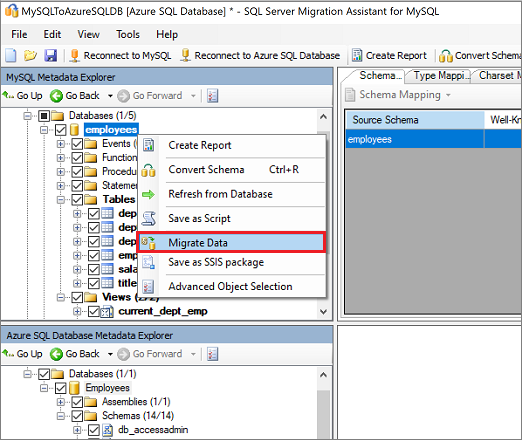 MySQLToAzureSQLDB [Azure SQL Database] * - SQL Server Migration Assistant for MySQL
File Edit View Tools Help
Reconnect to MySQL Reconnect to Azure SQL Database Create Report Convert Schema
MySQL Metadata Explorer
Go Up Go Back Go Forward
Databases (1/5)
employees
Events (
Function
Procedu
Stateme
Tables
dep
dep
dep
emp
sala
title
Views (2/2)
current_dept_emp
Create Report
Convert Schema Ctrl+R
Refresh from Database
Save as Script
Migrate Data
Save as SSIS package
Advanced Object Selection
Schema... Type Mappi... Charset M
Schema Mapping
Source Schema Well-Kn
employees
Azure SQL Database Metadata Explorer
Go Up Go Back Go Forward
Databases (1/1)
Employees
Assemblies (1/1)
Schemas (14/14)
db_accessadmin